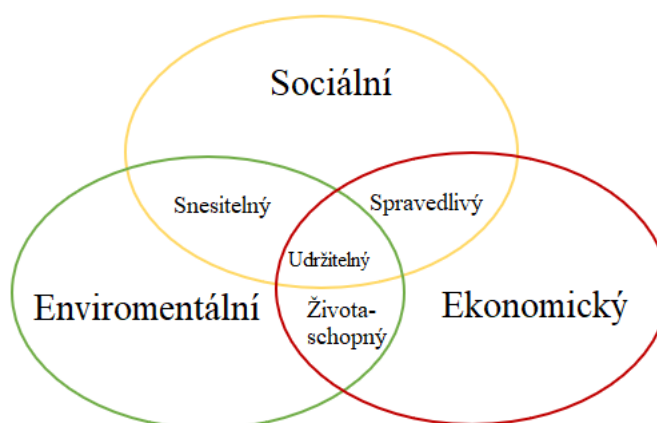 Sociální
Snesitelný
Spravedlivý
Udržitelný
Enviromentální
Života-
schopný
Ekonomický